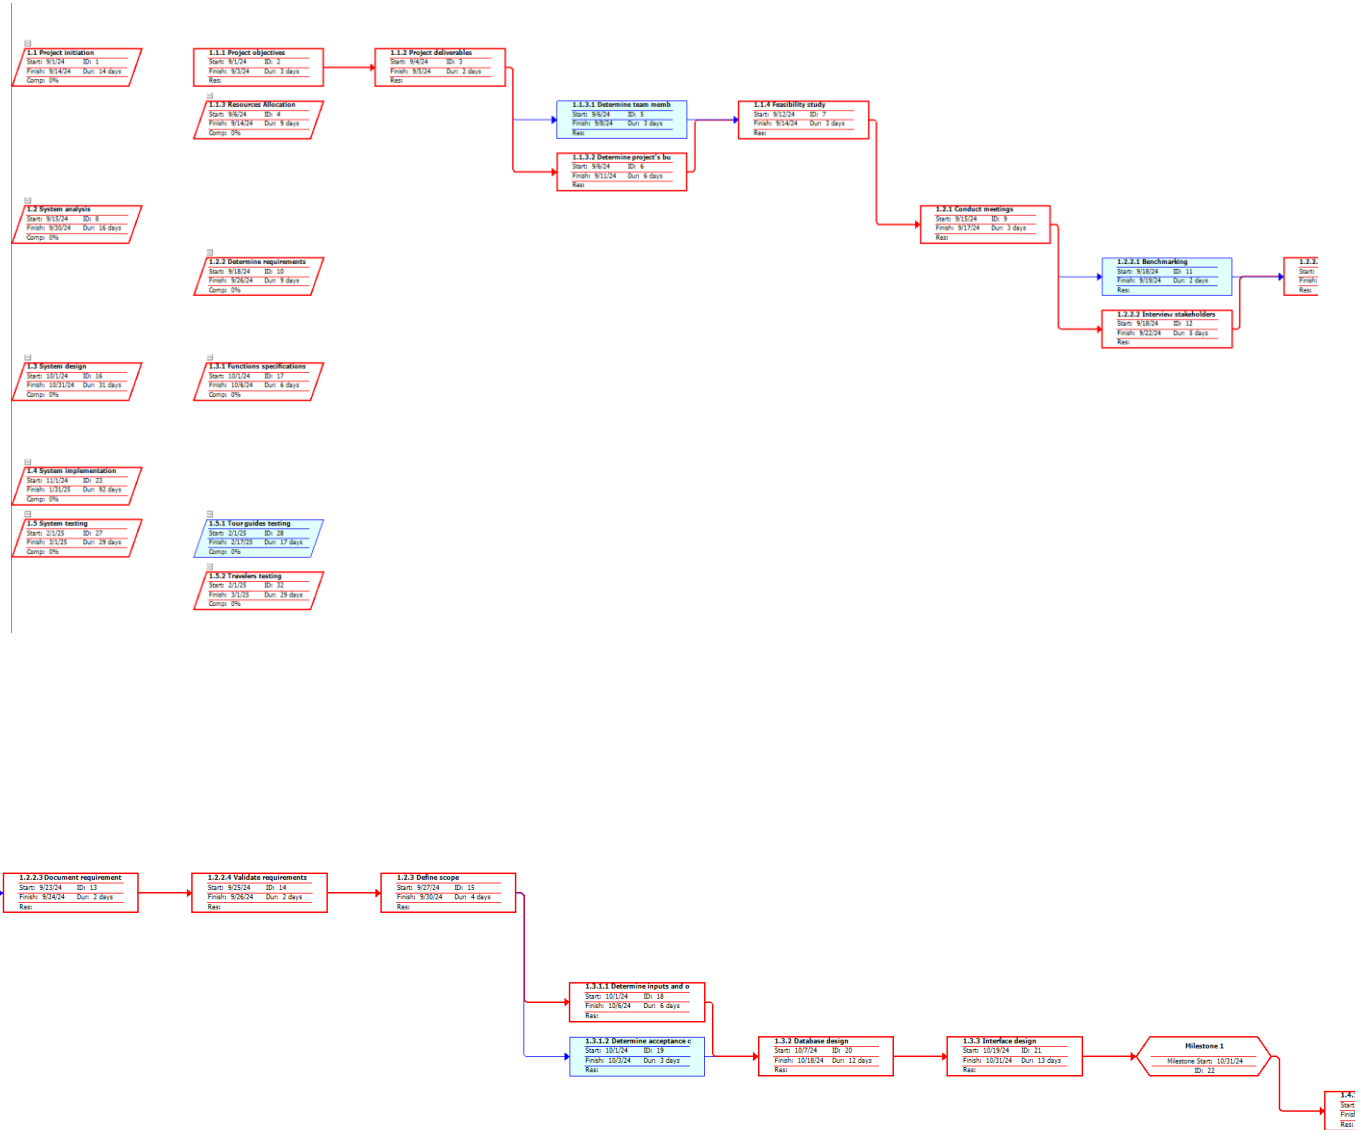 1.1 Project initiation
Start: 9/1/24 ID: 1
Finish: 9/14/24 Dur: 14 days
Comp: 0%
1.1.1 Project objectives
Start: 9/1/24 ID: 2
Finish: 9/3/24 Dur: 3 days
Res:
1.1.2 Project deliverables
Start: 9/4/24 ID: 3
Finish: 9/5/24 Dur: 2 days
Res:
1.1.3 Resources Allocation
Start: 9/6/24 ID: 4
Finish: 9/14/24 Dur: 9 days
Comp: 0%
1.1.3.1 Determine team memb
Start: 9/6/24 ID: 5
Finish: 9/8/24 Dur: 3 days
Res:
1.1.4 Feasibility study
Start: 9/12/24 ID: 7
Finish: 9/14/24 Dur: 3 days
Res:
1.1.3.2 Determine project's bu
Start: 9/6/24 ID: 6
Finish: 9/11/24 Dur: 6 days
Res:
1.2 System analysis
Start: 9/15/24 ID: 8
Finish: 9/30/24 Dur: 16 days
Comp: 0%
1.2.1 Conduct meetings
Start: 9/15/24 ID: 9
Finish: 9/17/24 Dur: 3 days
Res:
1.2.2 Determine requirements
Start: 9/18/24 ID: 10
Finish: 9/26/24 Dur: 9 days
Comp: 0%
1.2.2.1 Benchmarking
Start: 9/18/24 ID: 11
Finish: 9/19/24 Dur: 2 days
Res:
1.2.2.
Start:
Finish:
Res:
1.2.2.2 Interview stakeholders
Start: 9/18/24 ID: 12
Finish: 9/22/24 Dur: 5 days
Res:
1.3 System design
Start: 10/1/24 ID: 16
Finish: 10/31/24 Dur: 31 days
Comp: 0%
1.3.1 Functions specifications
Start: 10/1/24 ID: 17
Finish: 10/6/24 Dur: 6 days
Comp: 0%
1.4 System implementation
Start: 11/1/24 ID: 23
Finish: 1/31/25 Dur: 92 days
Comp: 0%
1.5 System testing
Start: 2/1/25 ID: 27
Finish: 3/1/25 Dur: 29 days
Comp: 0%
1.5.1 Tour guides testing
Start: 2/1/25 ID: 28
Finish: 2/17/25 Dur: 17 days
Comp: 0%
1.5.2 Travelers testing
Start: 2/1/25 ID: 32
Finish: 3/1/25 Dur: 29 days
Comp: 0%
1.2.2.3 Document requirement
Start: 9/23/24 ID: 13
Finish: 9/24/24 Dur: 2 days
Res:
1.2.2.4 Validate requirements
Start: 9/25/24 ID: 14
Finish: 9/26/24 Dur: 2 days
Res:
1.2.3 Define scope
Start: 9/27/24 ID: 15
Finish: 9/30/24 Dur: 4 days
Res:
1.3.1.1 Determine inputs and o
Start: 10/1/24 ID: 18
Finish: 10/6/24 Dur: 6 days
Res:
1.3.1.2 Determine acceptance c
Start: 10/1/24 ID: 19
Finish: 10/3/24 Dur: 3 days
Res:
1.3.2 Database design
Start: 10/7/24 ID: 20
Finish: 10/18/24 Dur: 12 days
Res:
1.3.3 Interface design
Start: 10/19/24 ID: 21
Finish: 10/31/24 Dur: 13 days
Res:
Milestone 1
Milestone Start: 10/31/24
ID: 22
1.4.
Start
Finis
Res: